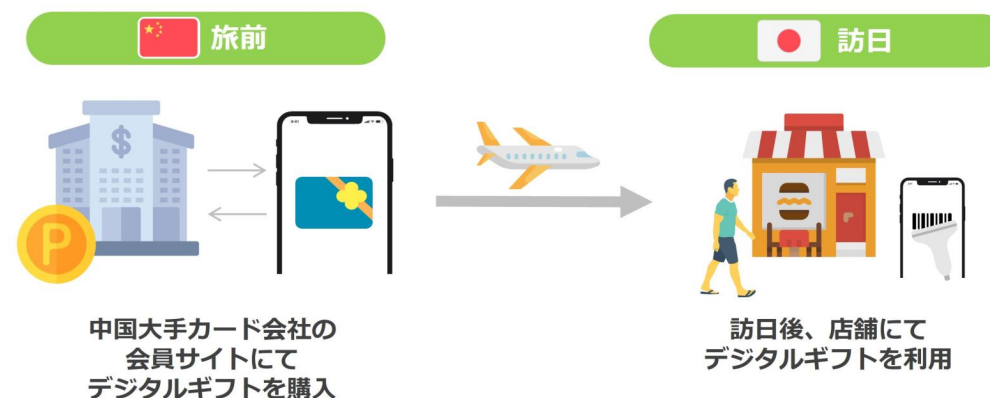 旅前
訪日
$
P
中国大手カード会社の
会員サイトにて
デジタルギフトを購入
訪日後、店舗にて
デジタルギフトを利用